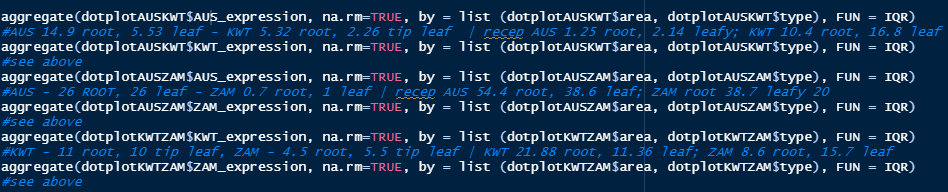 aggregate(dotplotAUSKWT$AUS_expression, na.rm=TRUE, by = list (dotplotAUSKWT$area, dotplotAUSKWT$type), FUN = IQR)
#AUS 14.9 root, 5.53 leaf - KWT 5.32 root, 2.26 tip leaf | recep AUS 1.25 root, 2.14 leafy; KWT 10.4 root, 16.8 leaf
aggregate(dotplotAUSKWT$KWT_expression, na.rm=TRUE, by = list (dotplotAUSKWT$area, dotplotAUSKWT$type), FUN = IQR)
#see above
aggregate(dotplotAUSZAM$AUS_expression, na.rm=TRUE, by = list (dotplotAUSZAM$area, dotplotAUSZAM$type), FUN = IQR)
#AUS - 26 ROOT, 26 leaf - ZAM 0.7 root, 1 leaf | recep AUS 54.4 root, 38.6 leaf; ZAM root 38.7 leafy 20
aggregate(dotplotAUSZAM$ZAM_expression, na.rm=TRUE, by = list (dotplotAUSZAM$area, dotplotAUSZAM$type), FUN = IQR)
#see above
aggregate(dotplotKWTZAM$KWT_expression, na.rm=TRUE, by = list (dotplotKWTZAM$area, dotplotKWTZAM$type), FUN = IQR)
#KWT - 11 root, 10 tip leaf, ZAM - 4.5 root, 5.5 tip leaf | KWT 21.88 root, 11.36 leaf; ZAM 8.6 root, 15.7 leaf
aggregate(dotplotKWTZAM$ZAM_expression, na.rm=TRUE, by = list (dotplotKWTZAM$area, dotplotKWTZAM$type), FUN = IQR)
#see above